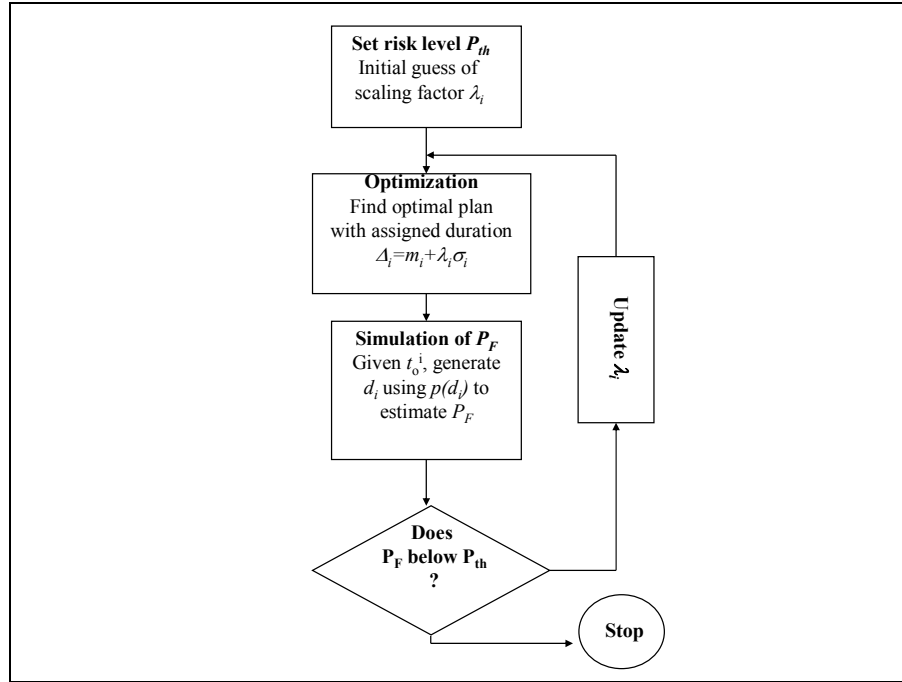 Set risk level P_th
Initial guess of
scaling factor λ_i
Optimization
Find optimal plan
with assigned duration
Δ_i=m_i+λ_iσ_i
Simulation of P_F
Given t_o^i, generate
d_i using p(d_i) to
estimate P_F
Update λ_i
Does
P_F below P_th
?
Stop